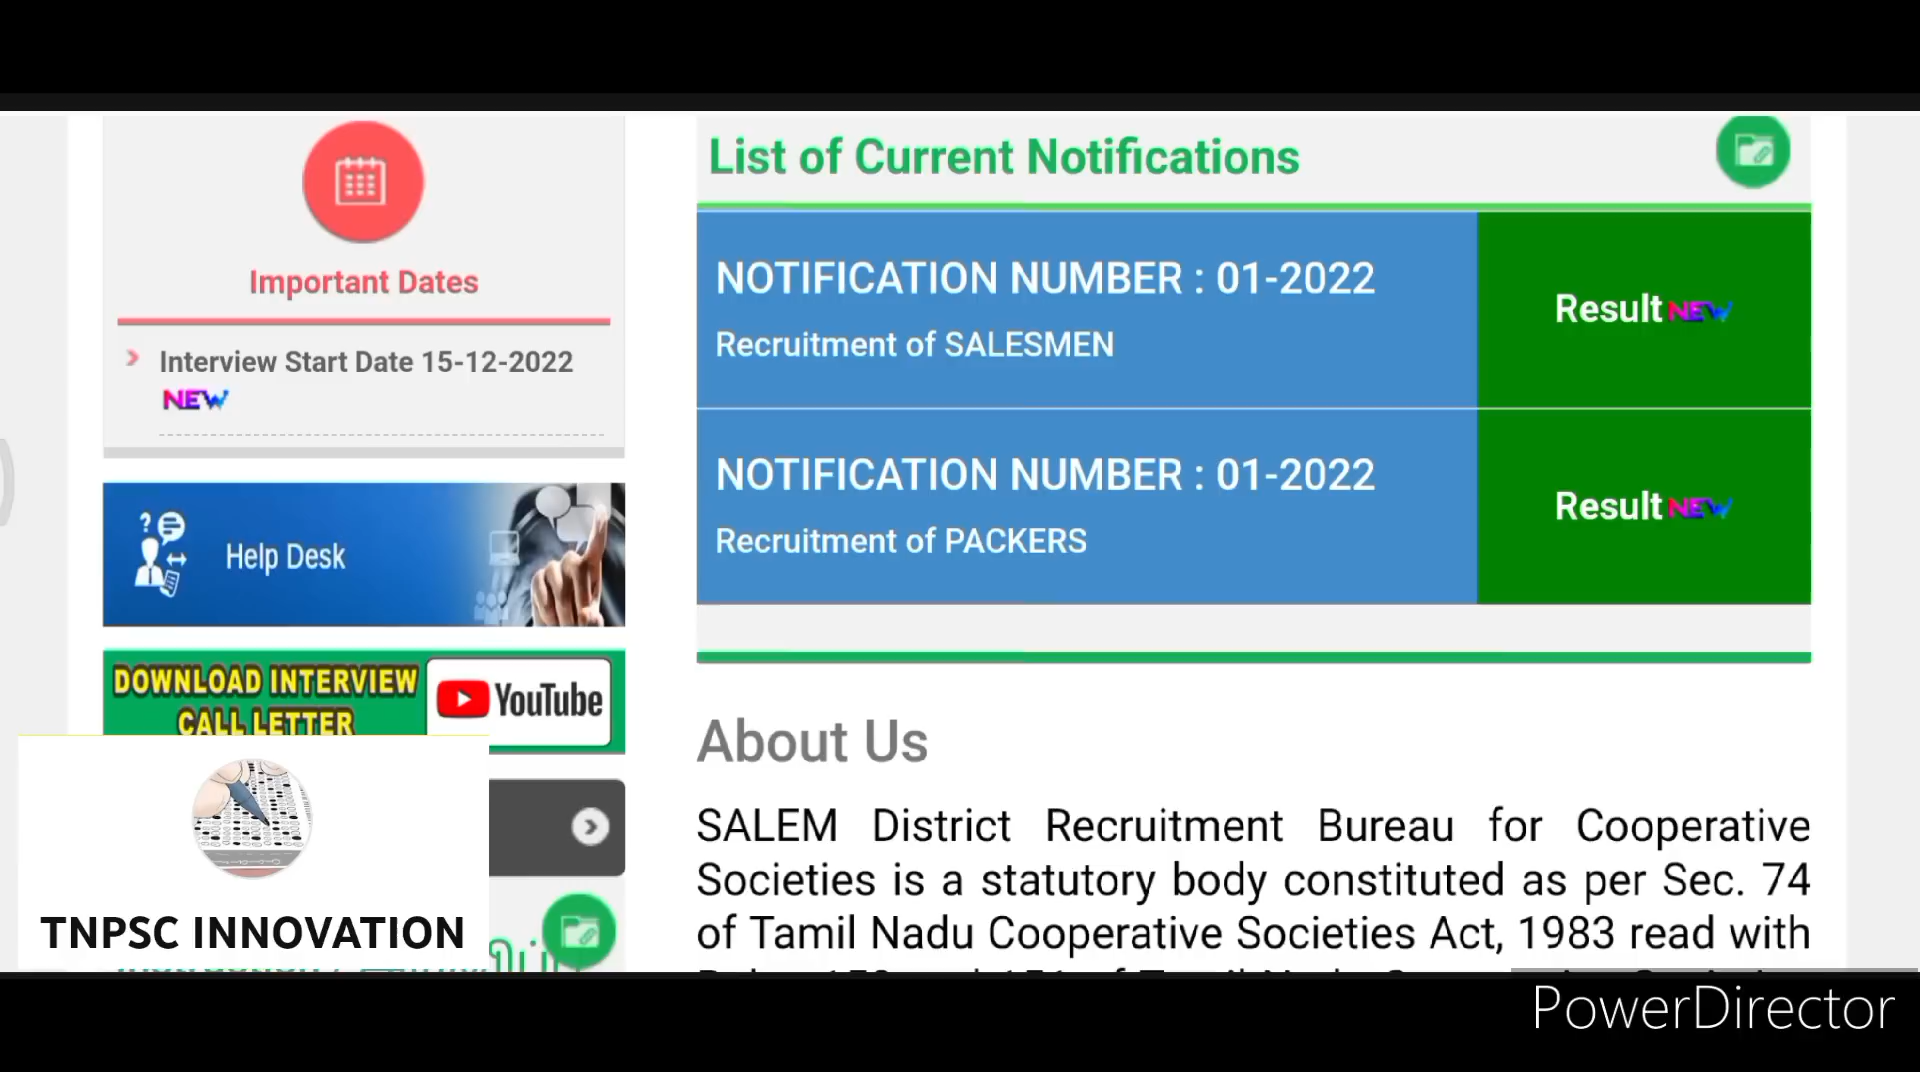 Important Dates
Interview Start Date 15-12-2022
NEW
Help Desk
DOWNLOAD INTERVIEW
CALL LETTER
YouTube
TNPSC INNOVATION
List of Current Notifications
NOTIFICATION NUMBER : 01-2022
Recruitment of SALESMEN
Result NEW
NOTIFICATION NUMBER : 01-2022
Recruitment of PACKERS
Result NEW
About Us
SALEM District Recruitment Bureau for Cooperative
Societies is a statutory body constituted as per Sec. 74
of Tamil Nadu Cooperative Societies Act, 1983 read with
PowerDirector